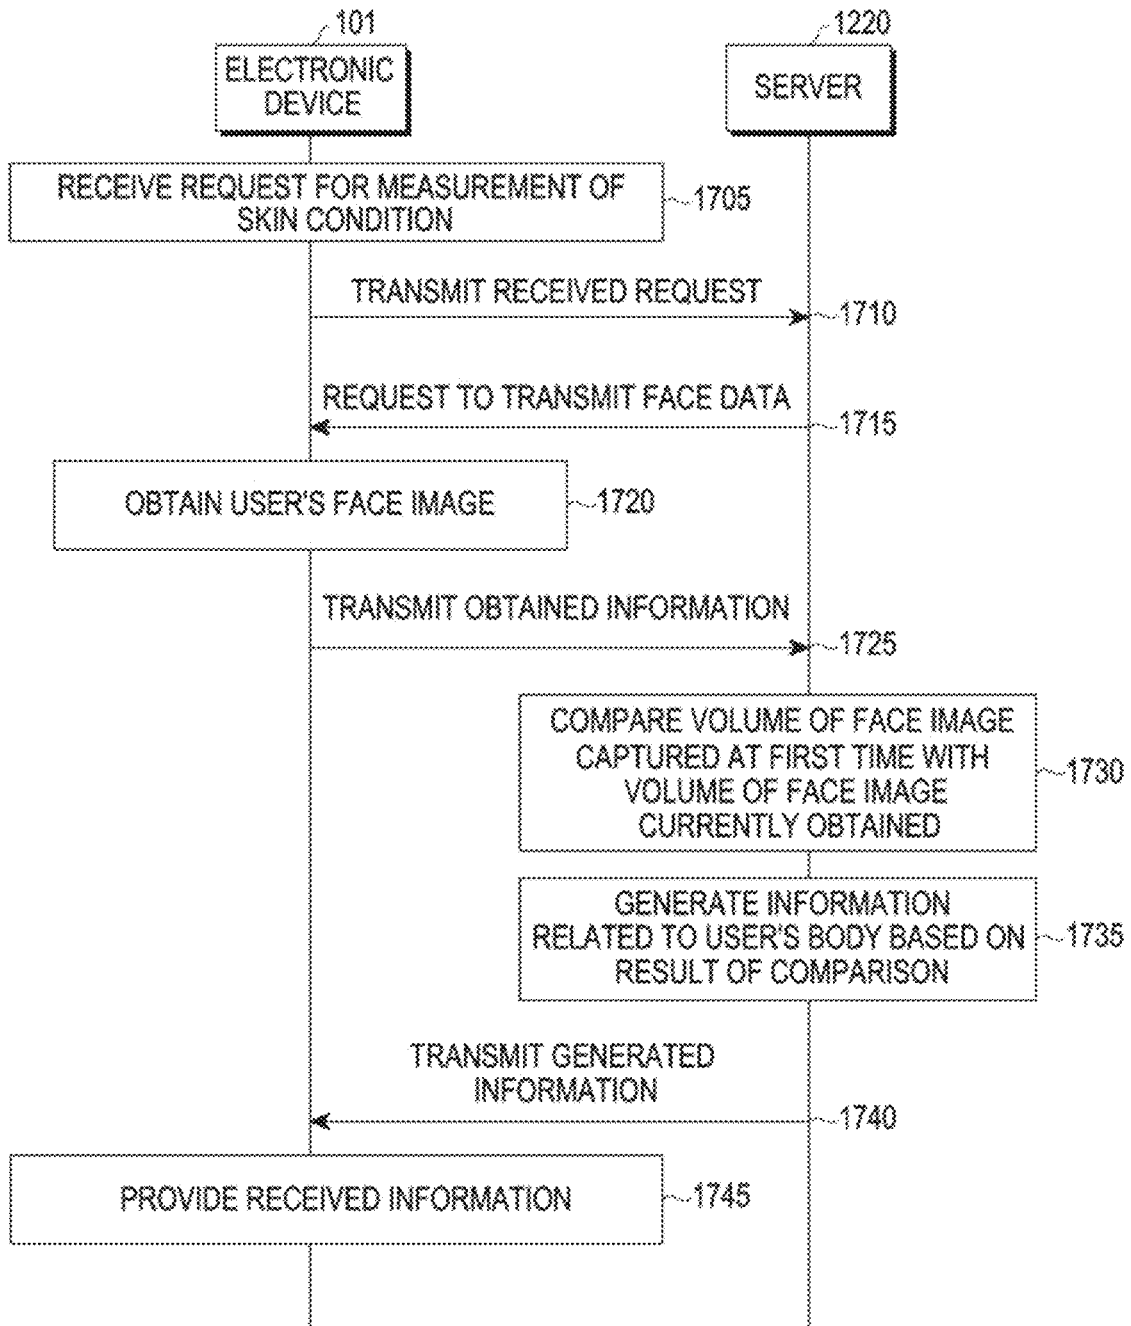 101
1220
ELECTRONIC
DEVICE
SERVER
RECEIVE REQUEST FOR MEASUREMENT OF
SKIN CONDITION
1705
TRANSMIT RECEIVED REQUEST
1710
REQUEST TO TRANSMIT FACE DATA
1715
OBTAIN USER'S FACE IMAGE
1720
TRANSMIT OBTAINED INFORMATION
1725
COMPARE VOLUME OF FACE IMAGE
CAPTURED AT FIRST TIME WITH
VOLUME OF FACE IMAGE
CURRENTLY OBTAINED
1730
GENERATE INFORMATION
RELATED TO USER'S BODY BASED ON
RESULT OF COMPARISON
1735
TRANSMIT GENERATED
INFORMATION
1740
PROVIDE RECEIVED INFORMATION
1745